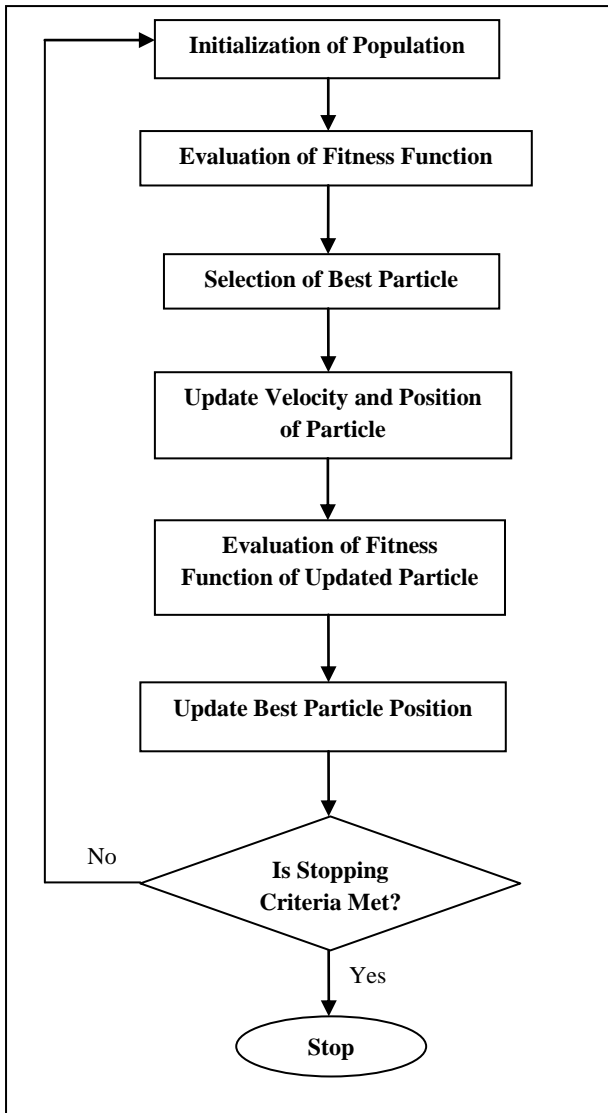 Initialization of Population
Evaluation of Fitness Function
Selection of Best Particle
Update Velocity and Position
of Particle
Evaluation of Fitness
Function of Updated Particle
Update Best Particle Position
No
Is Stopping
Criteria Met?
Yes
Stop